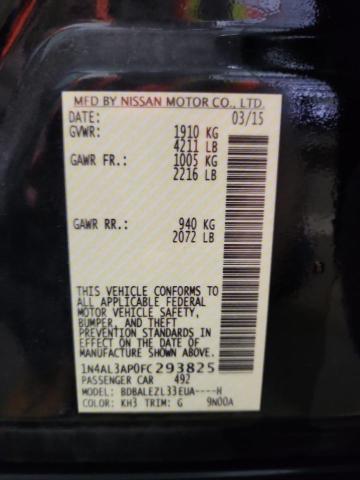 MFD BY NISSAN MOTOR CO., LTD.
DATE: 03/15
GVWR: 1910 KG
4211 LB
GAWR FR.: 1005 KG
2216 LB
GAWR RR.: 940 KG
2072 LB
THIS VEHICLE CONFORMS TO
ALL APPLICABLE FEDERAL
MOTOR VEHICLE SAFETY,
BUMPER, AND THEFT
PREVENTION STANDARDS IN
EFFECT ON THE DATE OF
MANUFACTURE SHOWN ABOVE.
1N4AL3AP0FC293825
PASSENGER CAR 492
MODEL: BDBALEZL33EUA----H
COLOR: KH3 TRIM: G 9N00A